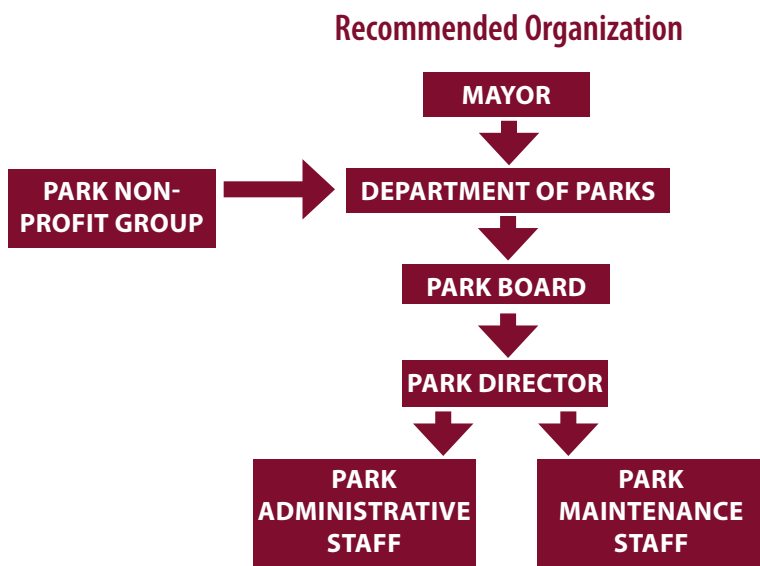 Recommended Organization
MAYOR
PARK NON-
PROFIT GROUP
DEPARTMENT OF PARKS
PARK BOARD
PARK DIRECTOR
PARK
ADMINISTRATIVE
STAFF
PARK
MAINTENANCE
STAFF